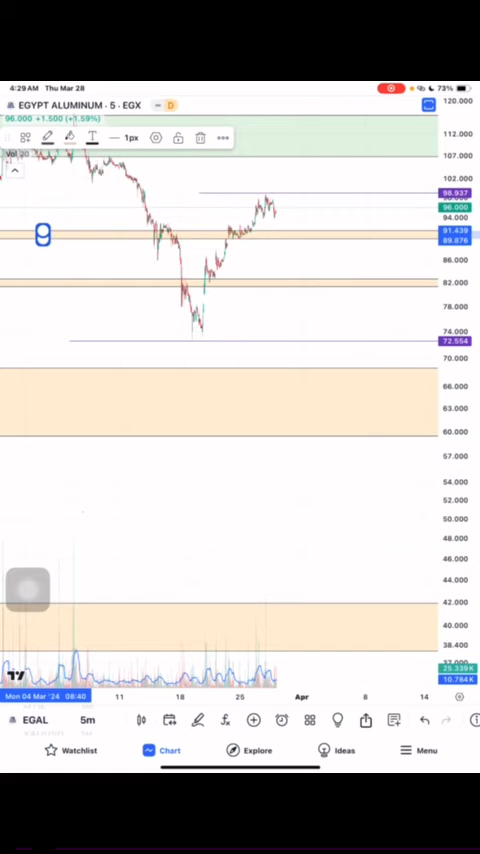 4:29 AM Thu Mar 28
73%
EGYPT ALUMINUM · 5 · EGX
D
96.000 +1.500 (+1.59%)
T
1px
Vol
120.000
112.000
107.000
102.000
98.937
96.000
94.000
91.439
89.876
86.000
82.000
78.000
74.000
72.554
70.000
66.000
63.000
60.000
57.000
54.000
52.000
50.000
48.000
46.000
44.000
42.000
40.000
38.400
25.339K
10.784K
Mon 04 Mar '24 08:40
11
18
25
Apr
8
14
EGAL
5m
Watchlist
Chart
Explore
Ideas
Menu